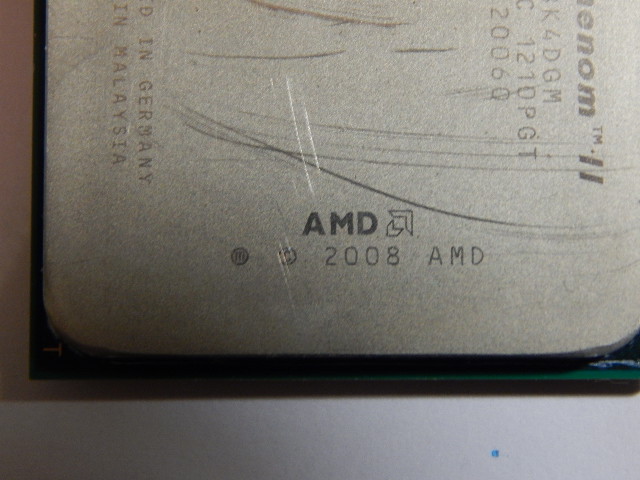 henom™ II
K4DGM
C 1210PGT
20060
D IN GERMANY
IN MALAYSIA
AMD
ⓜ © 2008 AMD